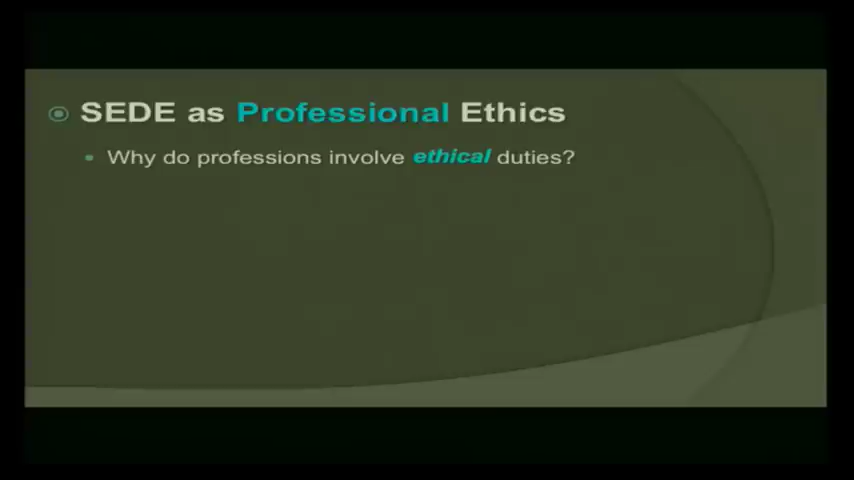 SEDE as Professional Ethics
Why do professions involve ethical duties?